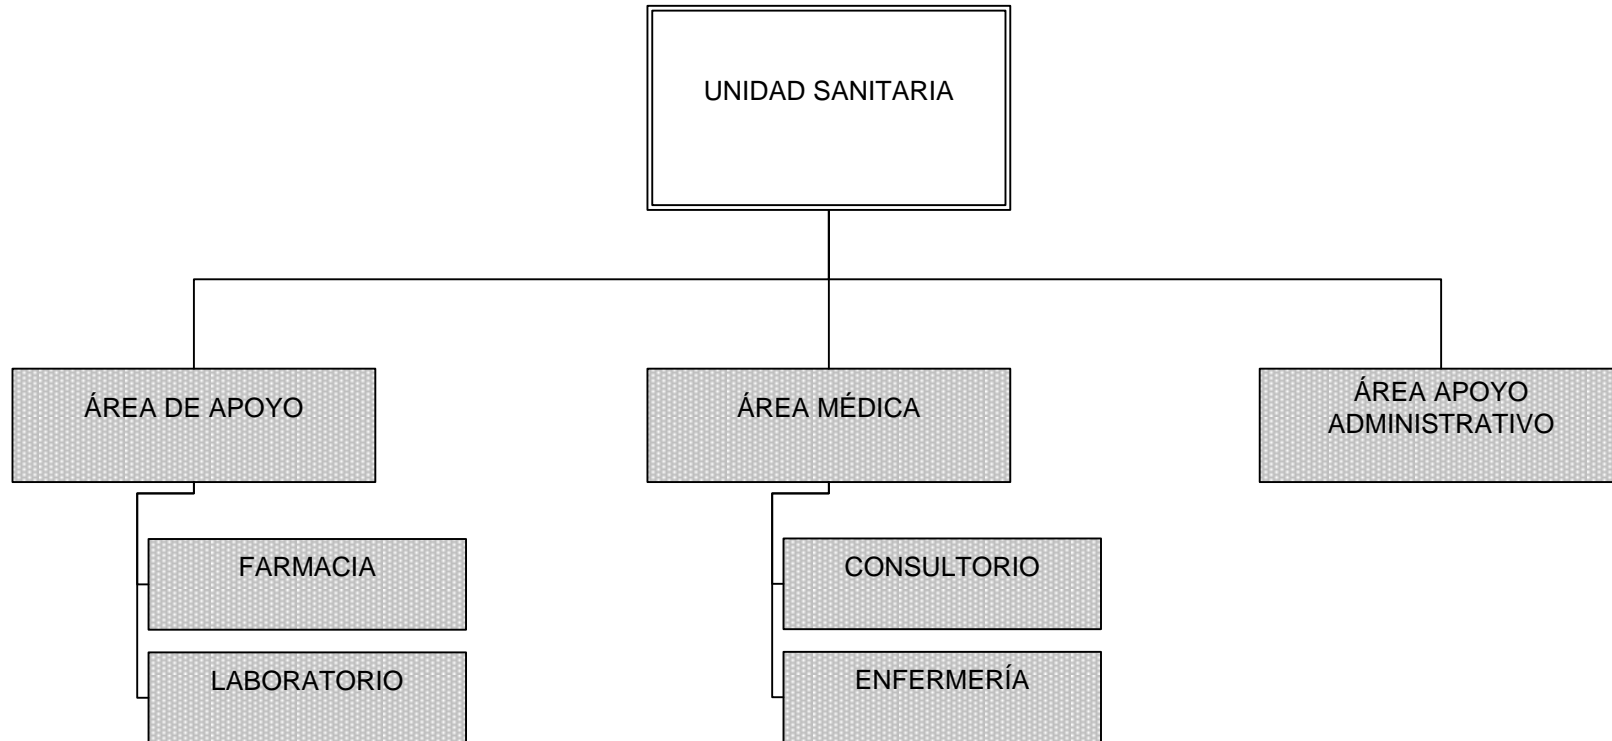 UNIDAD SANITARIA
ÁREA DE APOYO
ÁREA MÉDICA
ÁREA APOYO
ADMINISTRATIVO
FARMACIA
CONSULTORIO
LABORATORIO
ENFERMERÍA